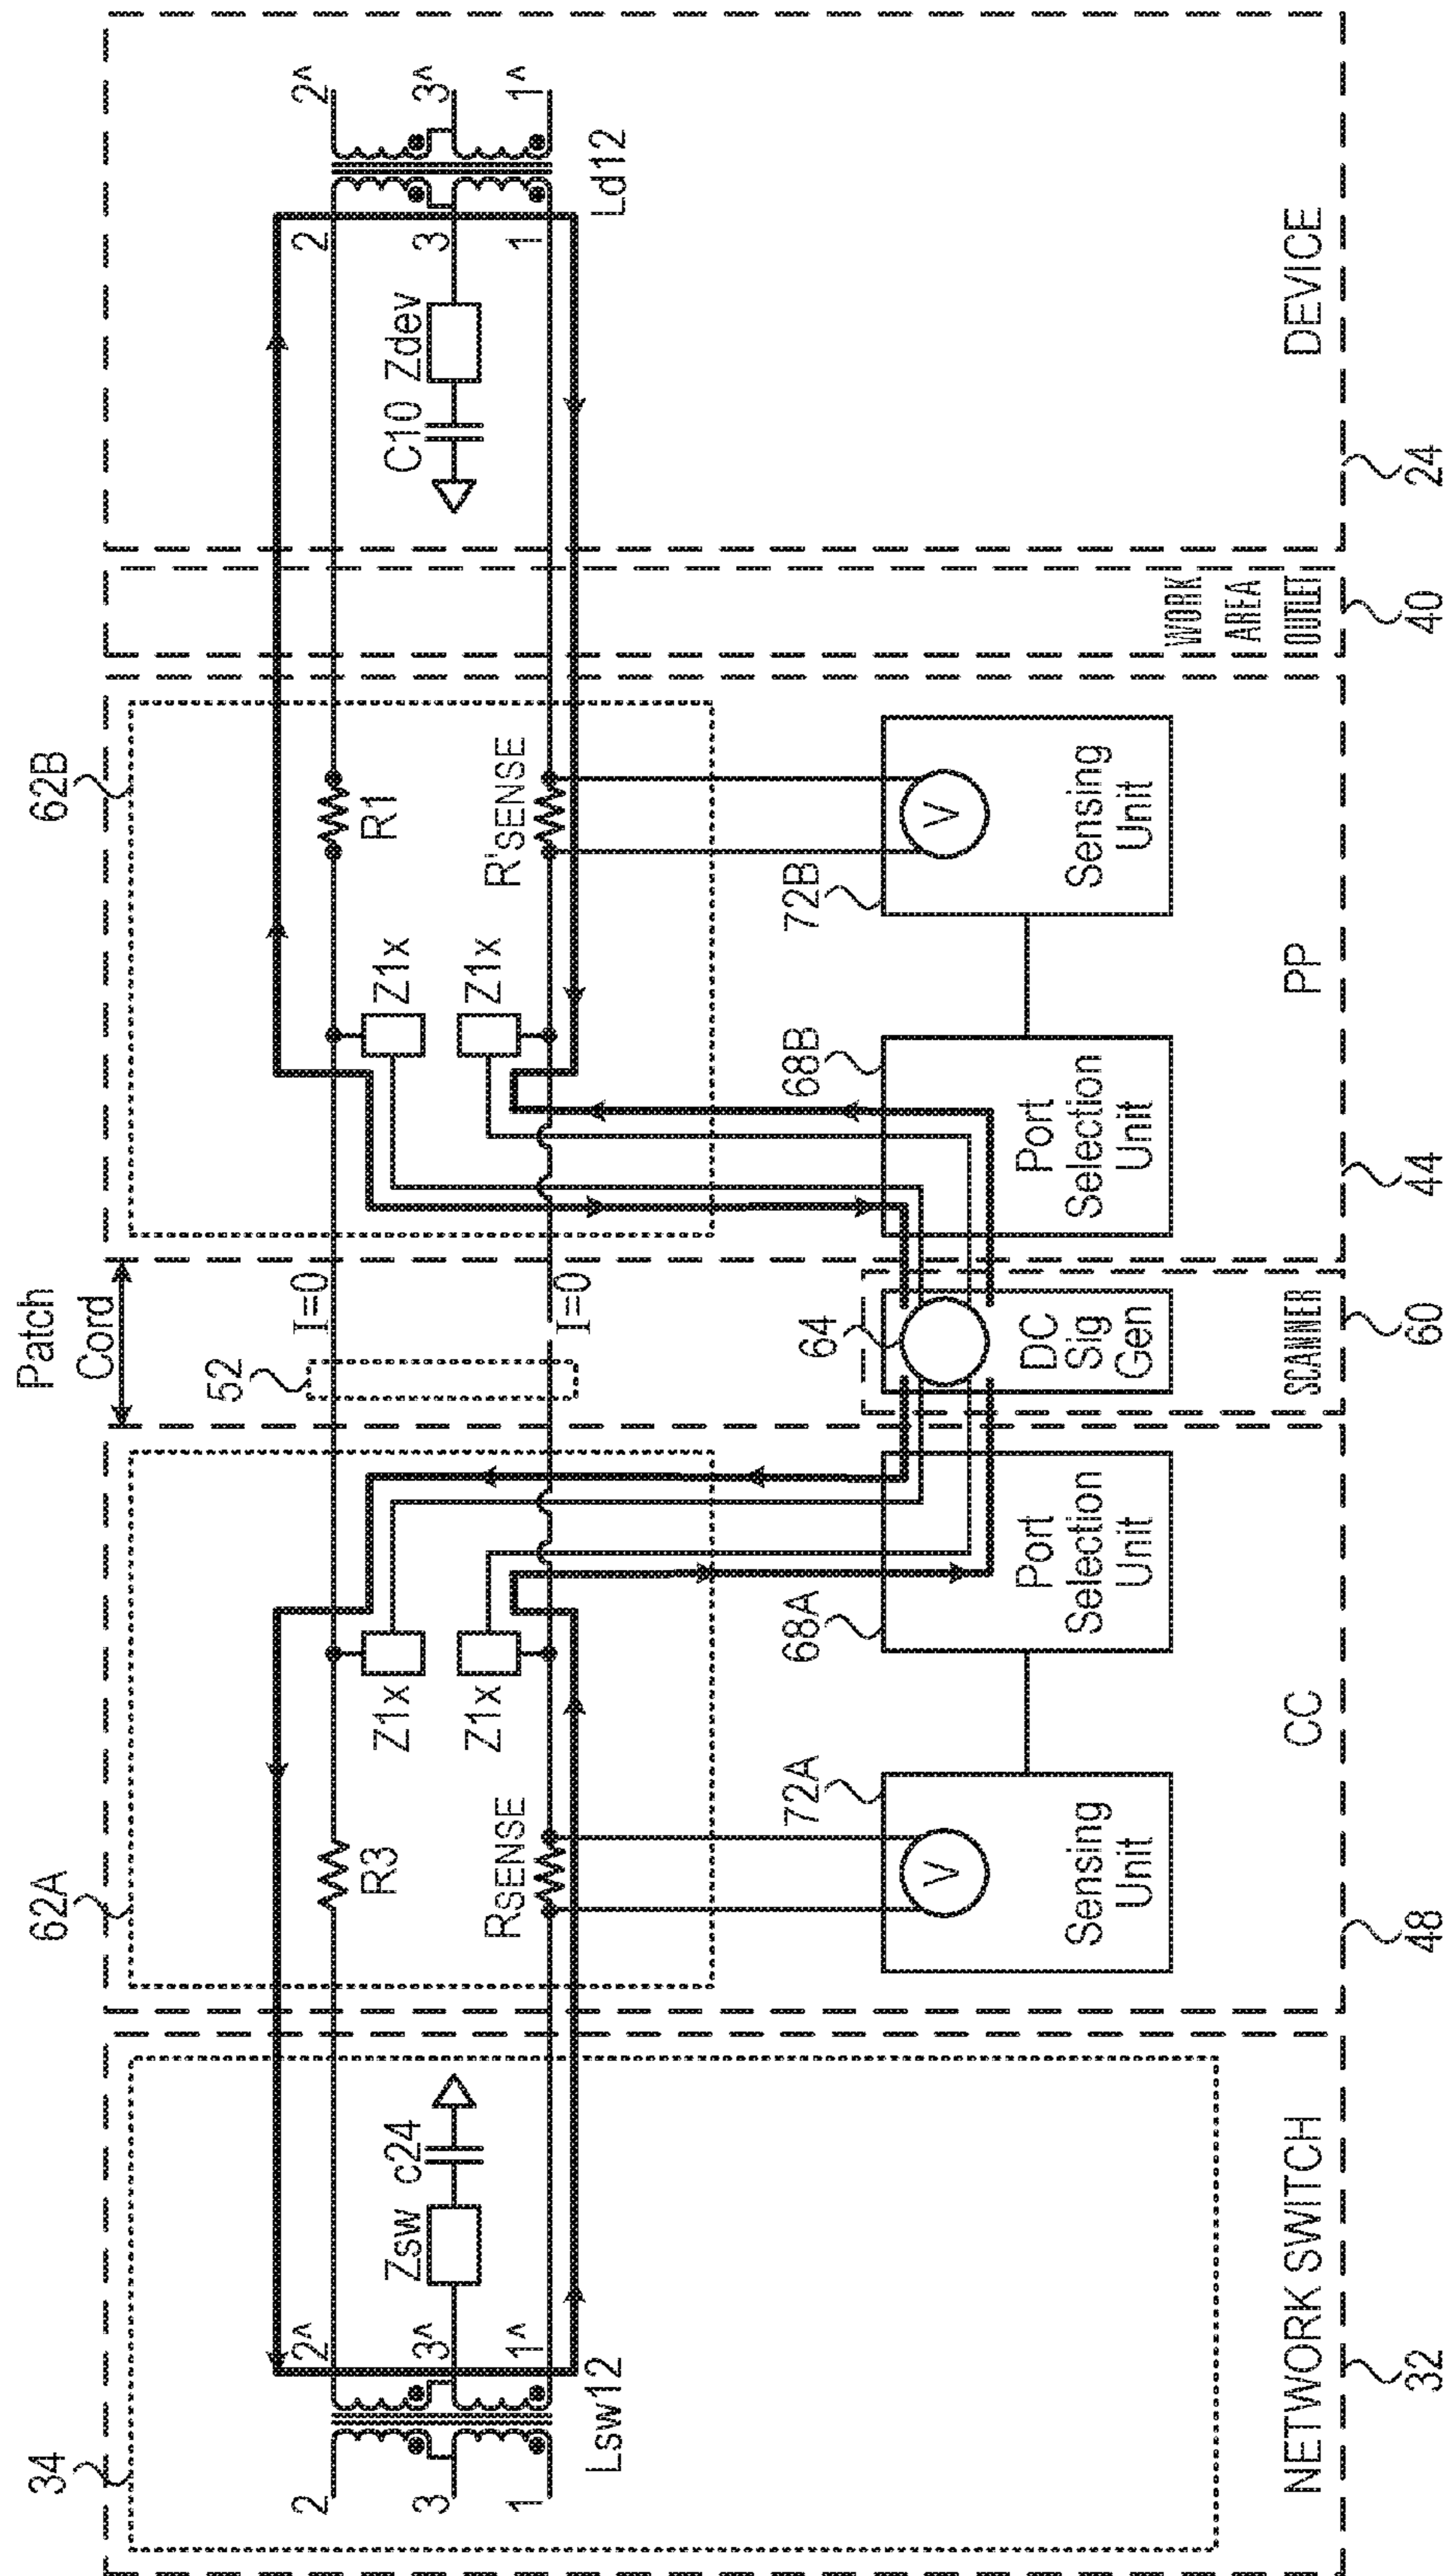 34
62A
Patch
Cord
62B
2
3
1
2^
3^
1^
Lsw12
Zsw
c24
R3
RSENSE
Z1x
Z1x
52
I=0
I=0
Z1x
Z1x
R1
R'SENSE
C10
Zdev
2
3
1
2^
3^
1^
Ld12
72A
V
Sensing
Unit
68A
Port
Selection
Unit
64
DC
Sig
Gen
68B
Port
Selection
Unit
72B
V
Sensing
Unit
NETWORK SWITCH
CC
SCANNER
PP
WORK
AREA
OUTLET
DEVICE
32
48
60
44
40
24